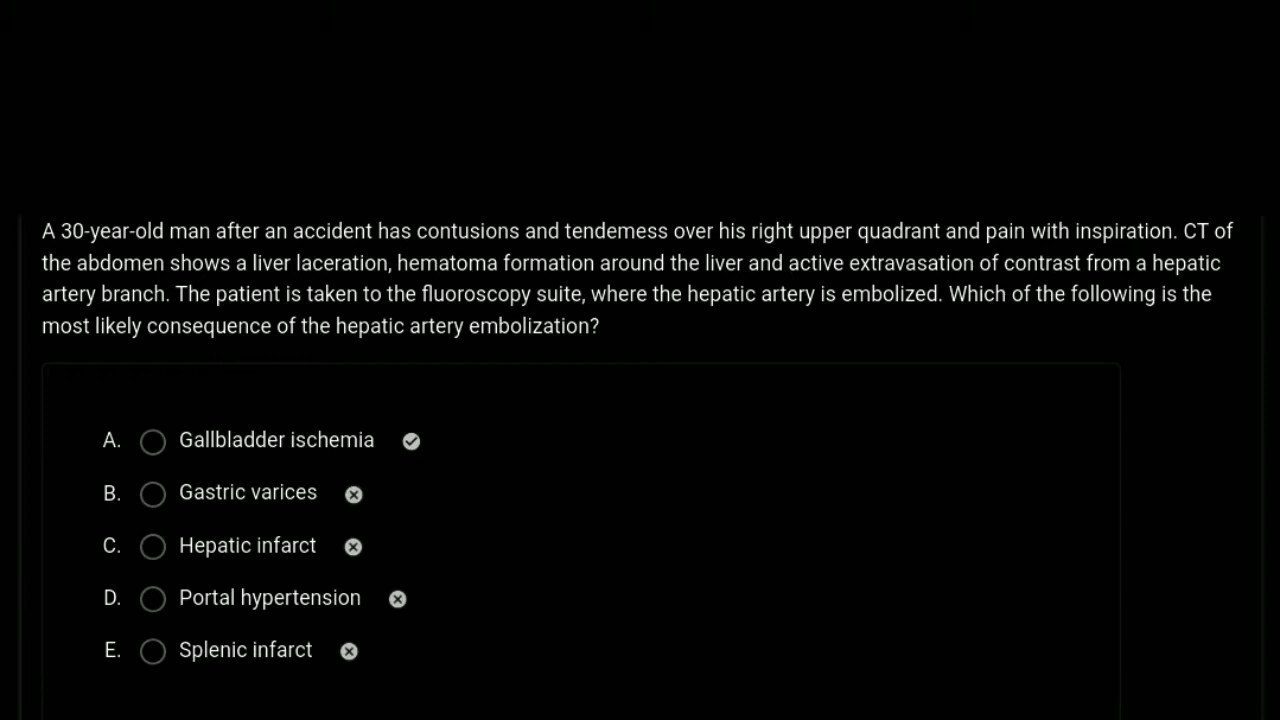 A 30-year-old man after an accident has contusions and tendemess over his right upper quadrant and pain with inspiration. CT of
the abdomen shows a liver laceration, hematoma formation around the liver and active extravasation of contrast from a hepatic
artery branch. The patient is taken to the fluoroscopy suite, where the hepatic artery is embolized. Which of the following is the
most likely consequence of the hepatic artery embolization?
A. Gallbladder ischemia
B. Gastric varices
C. Hepatic infarct
D. Portal hypertension
E. Splenic infarct